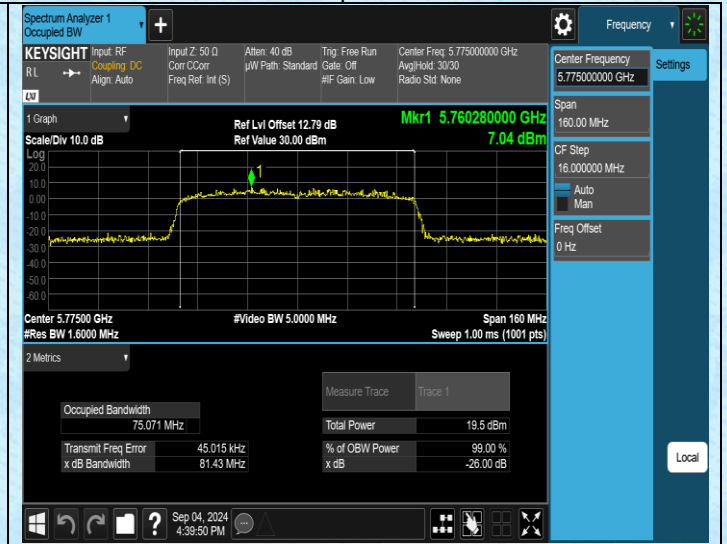 Spectrum Analyzer 1
Occupied BW
Frequency
KEYSIGHT
RL
LXI
Input: RF
Coupling: DC
Align: Auto
Input Z: 50 Ω
Corr CCorr
Freq Ref: Int (S)
Atten: 40 dB
µW Path: Standard
Trig: Free Run
Gate: Off
#IF Gain: Low
Center Freq: 5.775000000 GHz
Avg|Hold: 30/30
Radio Std: None
Center Frequency
5.775000000 GHz
Settings
Span
160.00 MHz
CF Step
16.000000 MHz
Auto
Man
Freq Offset
0 Hz
Local
1 Graph
Scale/Div 10.0 dB
Ref Lvl Offset 12.79 dB
Ref Value 30.00 dBm
Mkr1 5.760280000 GHz
7.04 dBm
Log
20.0
10.0
0.00
-10.0
-20.0
-30.0
-40.0
-50.0
-60.0
1
Center 5.77500 GHz
#Video BW 5.0000 MHz
Span 160 MHz
#Res BW 1.6000 MHz
Sweep 1.00 ms (1001 pts)
2 Metrics
Measure Trace
Trace 1
Occupied Bandwidth
75.071 MHz
Total Power
19.5 dBm
Transmit Freq Error
45.015 kHz
% of OBW Power
99.00 %
x dB Bandwidth
81.43 MHz
x dB
-26.00 dB
Sep 04, 2024
4:39:50 PM